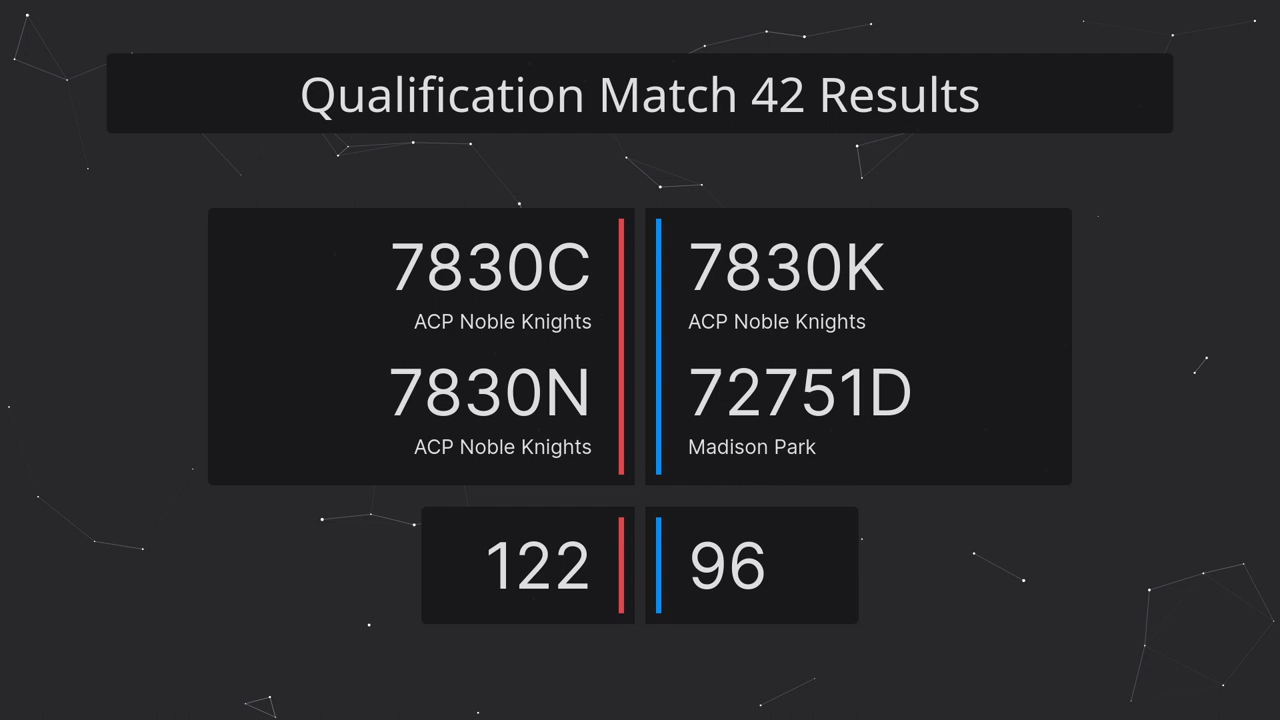 Qualification Match 42 Results
7830C
ACP Noble Knights
7830N
ACP Noble Knights
7830K
ACP Noble Knights
72751D
Madison Park
122
96